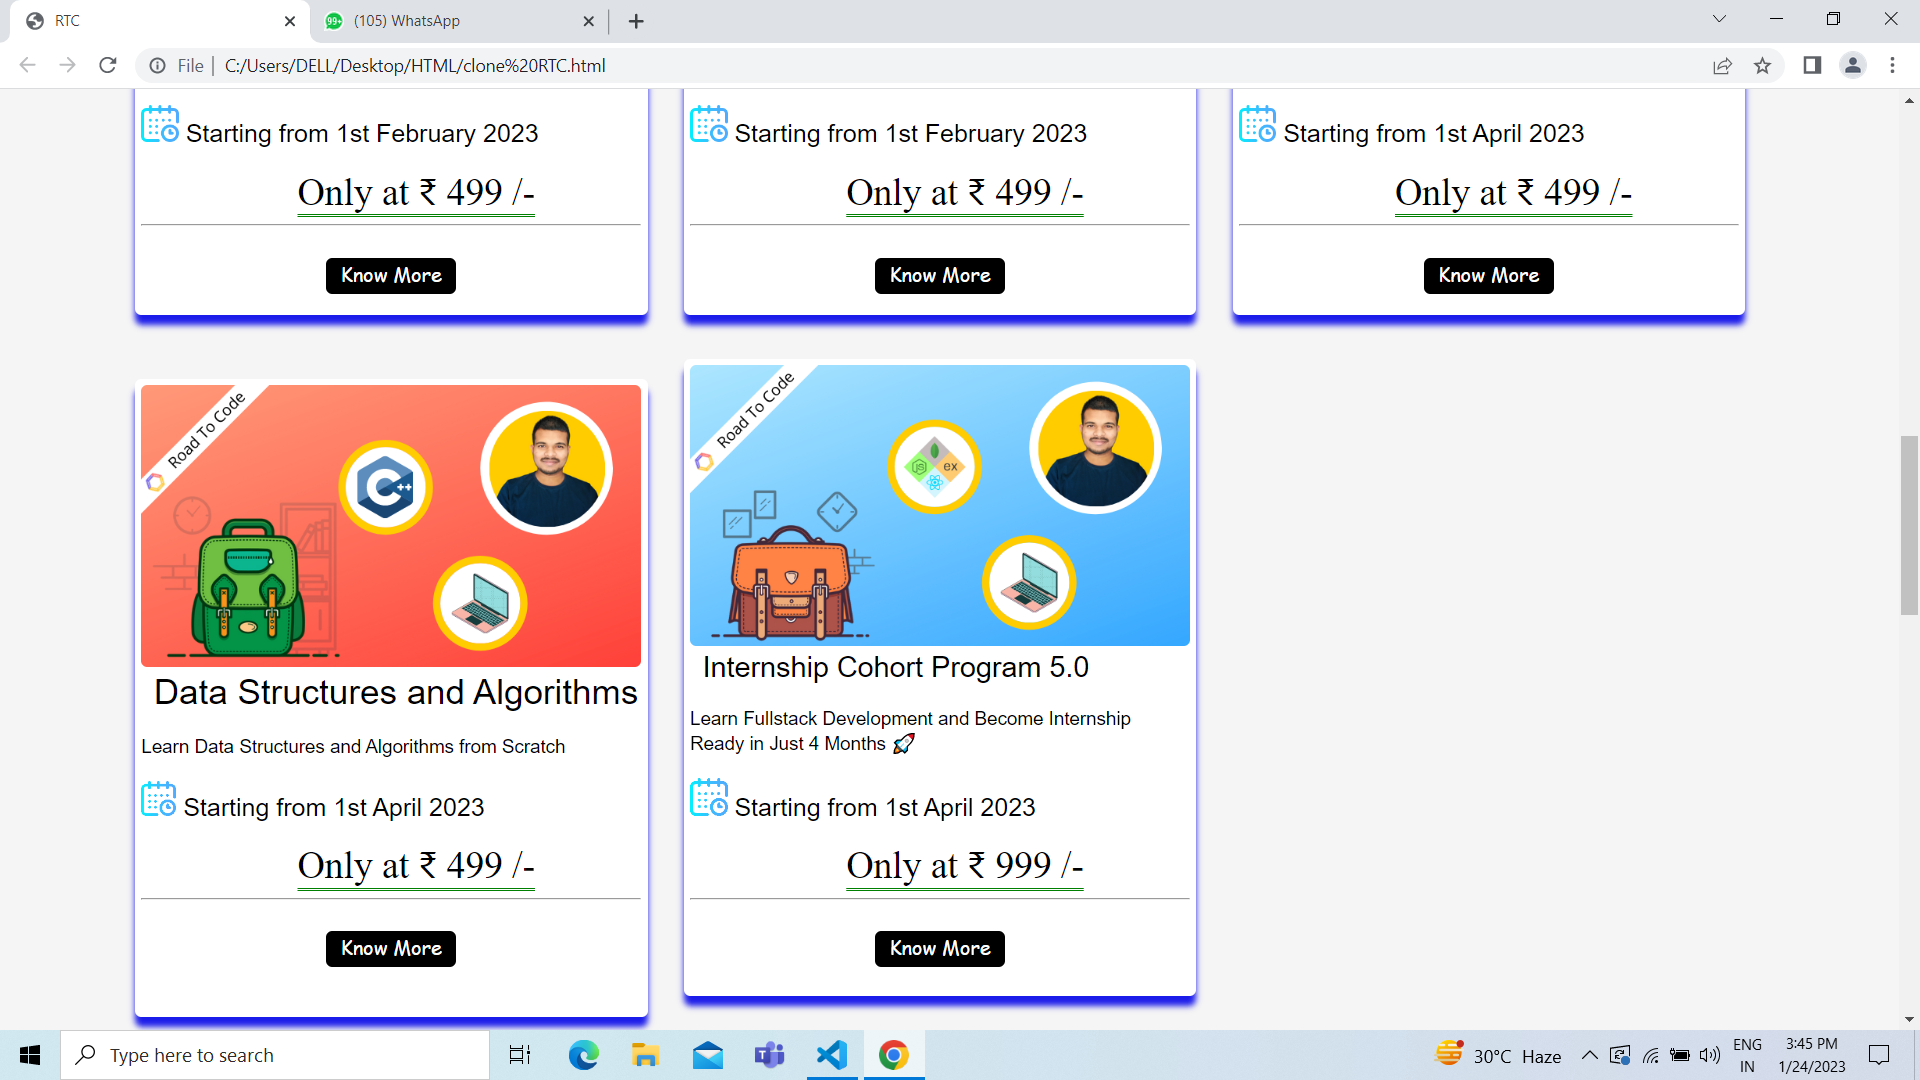 RTC
99+
(105) WhatsApp
File
C:/Users/DELL/Desktop/HTML/clone%20RTC.html
Starting from 1st February 2023
Only at ₹ 499 /-
Know More
Starting from 1st February 2023
Only at ₹ 499 /-
Know More
Starting from 1st April 2023
Only at ₹ 499 /-
Know More
Road To Code
C++
Data Structures and Algorithms
Learn Data Structures and Algorithms from Scratch
Starting from 1st April 2023
Only at ₹ 499 /-
Know More
Road To Code
JS
ex
Internship Cohort Program 5.0
Learn Fullstack Development and Become Internship
Ready in Just 4 Months 🚀
Starting from 1st April 2023
Only at ₹ 999 /-
Know More
Type here to search
30°C Haze
ENG
IN
3:45 PM
1/24/2023